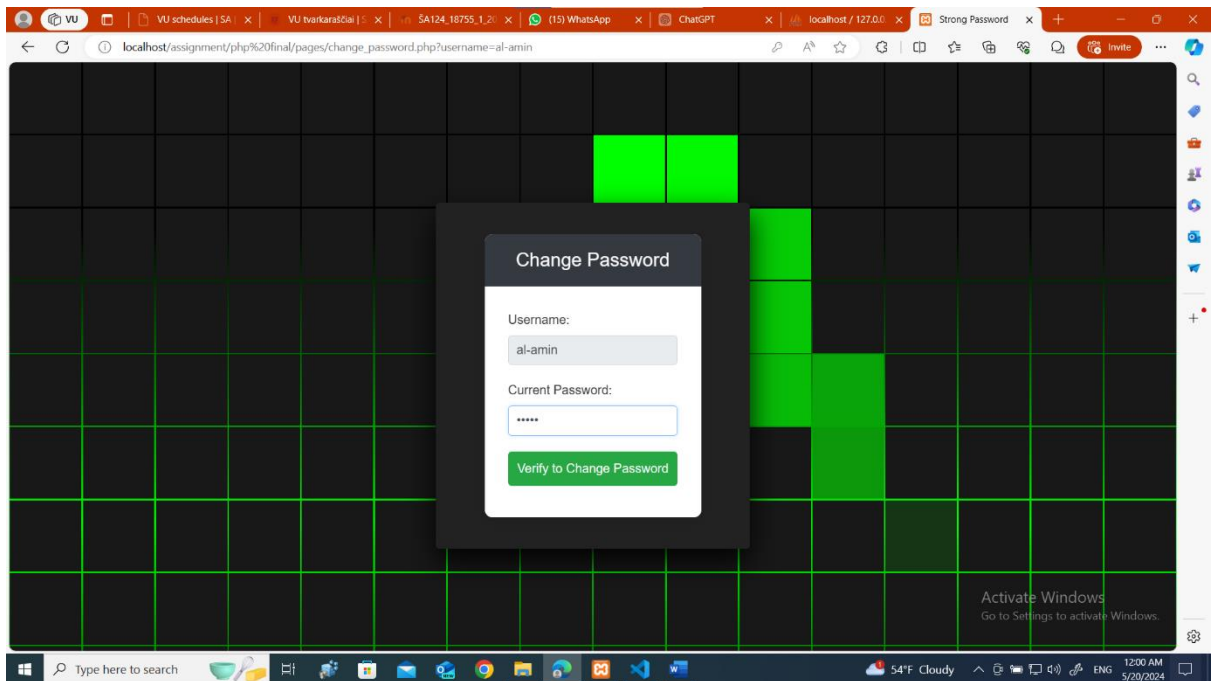 VU
VU schedules | SA
VU tvarkaraščiai | S
ŠA124_18755_1_20
(15) WhatsApp
ChatGPT
localhost / 127.0.0
Strong Password
localhost/assignment/php%20final/pages/change_password.php?username=al-amin
Invite
Change Password
Username:
al-amin
Current Password:
•••••
Verify to Change Password
Activate Windows
Go to Settings to activate Windows.
Type here to search
54°F Cloudy
ENG
12:00 AM
5/20/2024